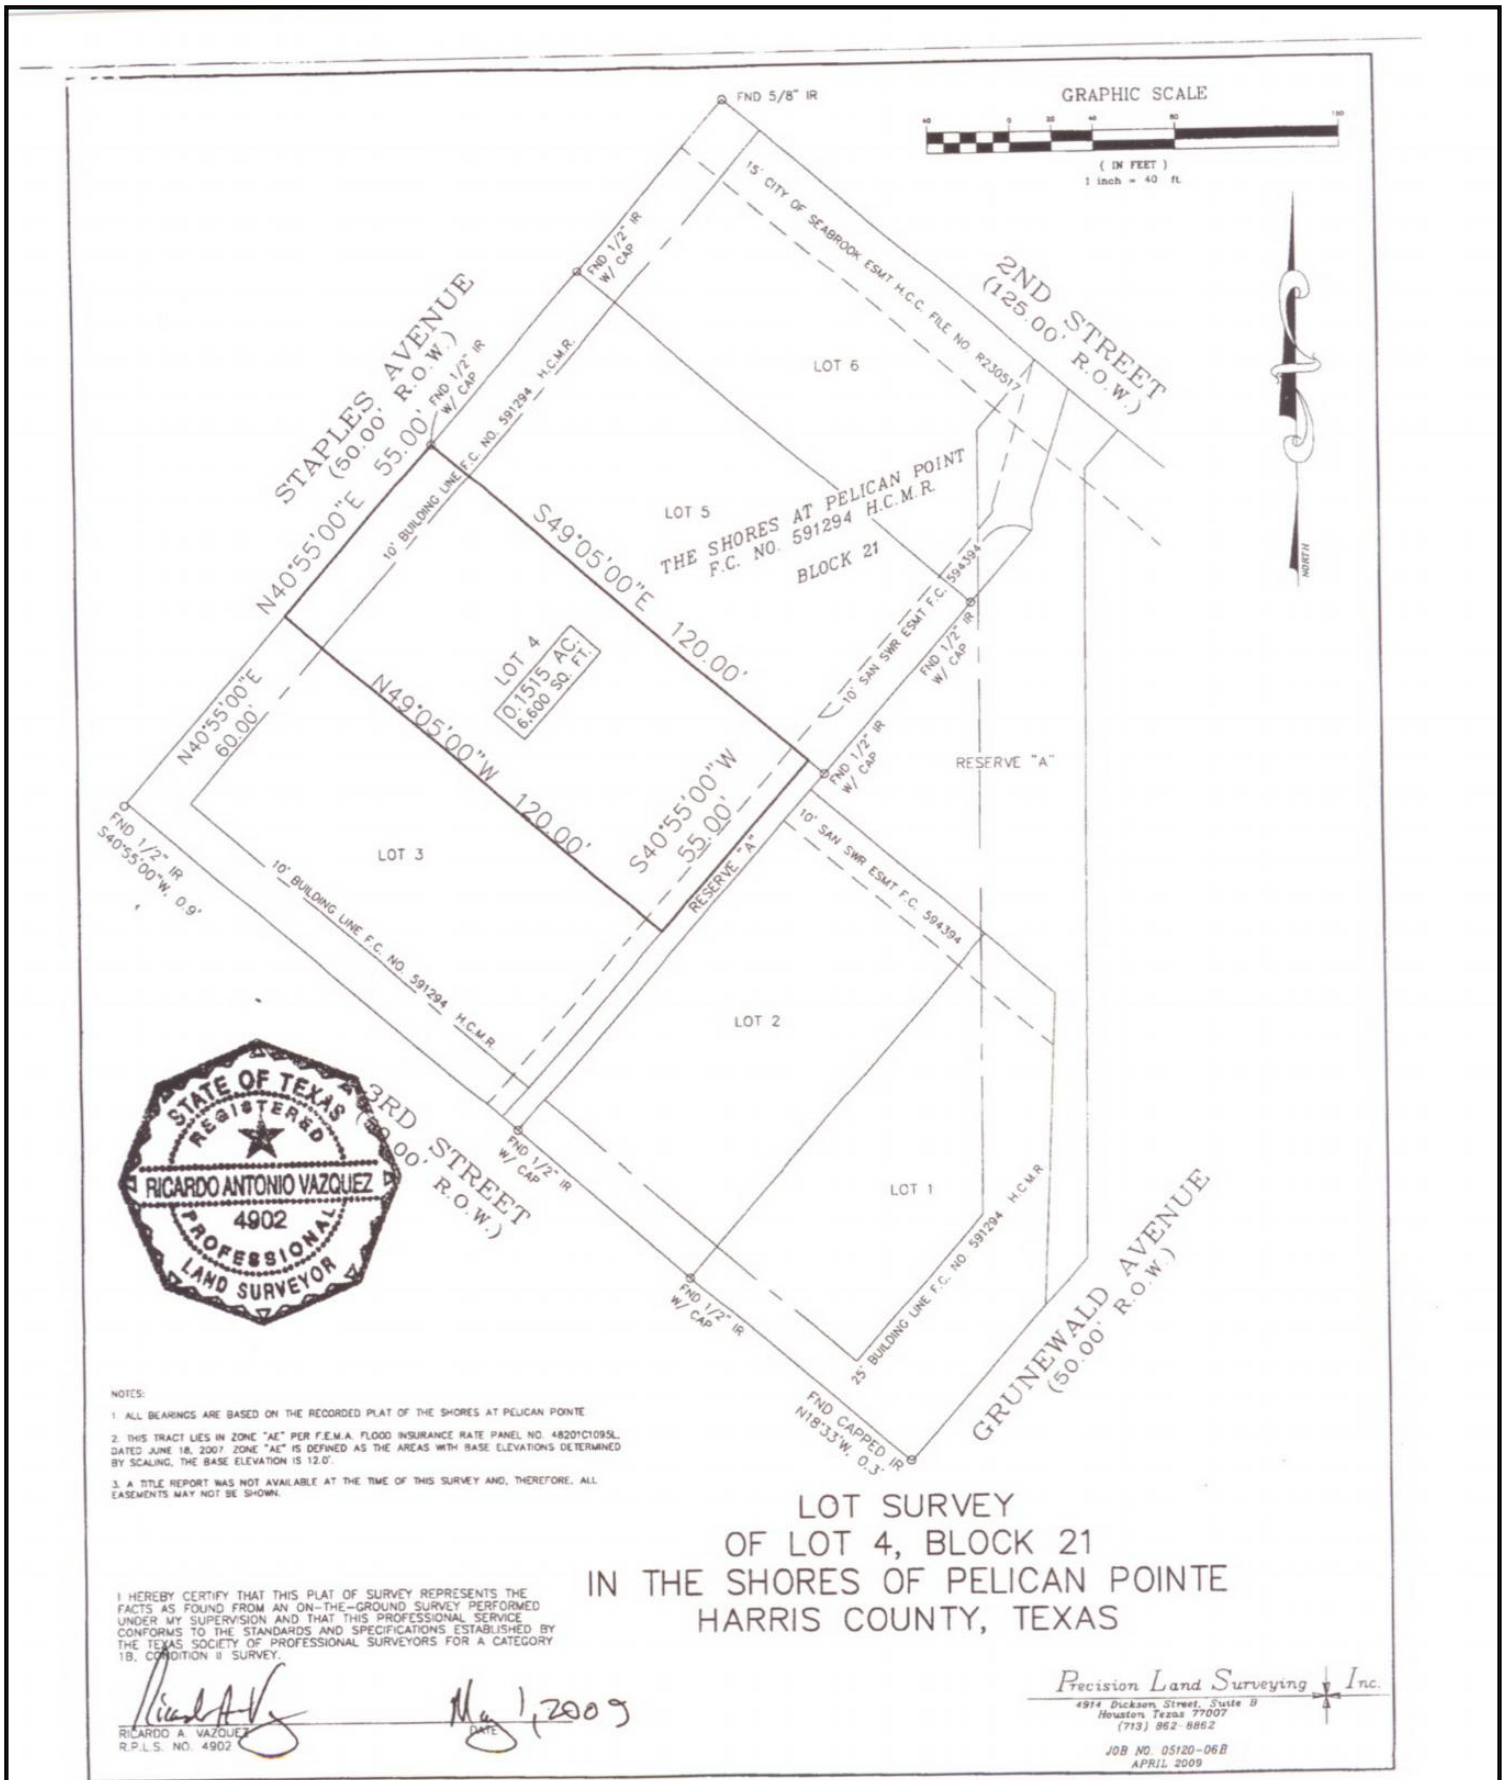 FND 5/8" IR
GRAPHIC SCALE
40 0 20 40 80 160
( IN FEET )
1 inch = 40 ft.
15' CITY OF SEABROOK ESMT H.C.C. FILE NO. R230517
2ND STREET
(125.00' R.O.W.)
FND 1/2" IR
W/ CAP
STAPLES AVENUE
(50.00' R.O.W.)
FND 1/2" IR
W/ CAP
N40°55'00"E 55.00'
10' BUILDING LINE F.C. NO. 591294 H.C.M.R.
LOT 6
LOT 5
THE SHORES AT PELICAN POINT
F.C. NO. 591294 H.C.M.R.
BLOCK 21
NORTH
S49°05'00"E 120.00'
LOT 4
0.1515 AC.
6,600 SQ. FT.
10' SAN SWR ESMT F.C. 594394
FND 1/2" IR
W/ CAP
N40°55'00"E
60.00'
N49°05'00"W 120.00'
S40°55'00"W
55.00'
FND 1/2" IR
W/ CAP
RESERVE "A"
RESERVE "A"
FND 1/2" IR
S40°55'00"W, 0.9'
LOT 3
10' BUILDING LINE F.C. NO. 591294 H.C.M.R.
10' SAN SWR ESMT F.C. 594394
LOT 2
3RD STREET
00' R.O.W.)
FND 1/2" IR
W/ CAP
LOT 1
25' BUILDING LINE F.C. NO. 591294 H.C.M.R
FND 1/2" IR
W/ CAP
GRUNEWALD AVENUE
(50.00' R.O.W.)
FND CAPPED IR
N18°33'W, 0.3'
STATE OF TEXAS
REGISTERED
RICARDO ANTONIO VAZQUEZ
4902
PROFESSIONAL
LAND SURVEYOR
NOTES:
1. ALL BEARINGS ARE BASED ON THE RECORDED PLAT OF THE SHORES AT PELICAN POINTE
2. THIS TRACT LIES IN ZONE "AE" PER F.E.M.A. FLOOD INSURANCE RATE PANEL NO. 48201C1095L,
DATED JUNE 18, 2007. ZONE "AE" IS DEFINED AS THE AREAS WITH BASE ELEVATIONS DETERMINED
BY SCALING, THE BASE ELEVATION IS 12.0'.
3. A TITLE REPORT WAS NOT AVAILABLE AT THE TIME OF THIS SURVEY AND, THEREFORE, ALL
EASEMENTS MAY NOT BE SHOWN.
LOT SURVEY
OF LOT 4, BLOCK 21
IN THE SHORES OF PELICAN POINTE
HARRIS COUNTY, TEXAS
I HEREBY CERTIFY THAT THIS PLAT OF SURVEY REPRESENTS THE
FACTS AS FOUND FROM AN ON-THE-GROUND SURVEY PERFORMED
UNDER MY SUPERVISION AND THAT THIS PROFESSIONAL SERVICE
CONFORMS TO THE STANDARDS AND SPECIFICATIONS ESTABLISHED BY
THE TEXAS SOCIETY OF PROFESSIONAL SURVEYORS FOR A CATEGORY
1B, CONDITION II SURVEY.
May 1, 2009
RICARDO A. VAZQUEZ
R.P.L.S. NO. 4902
DATE
Precision Land Surveying Inc.
4914 Dickson Street, Suite B
Houston Texas 77007
(713) 862-8862
JOB NO. 05120-06B
APRIL 2009